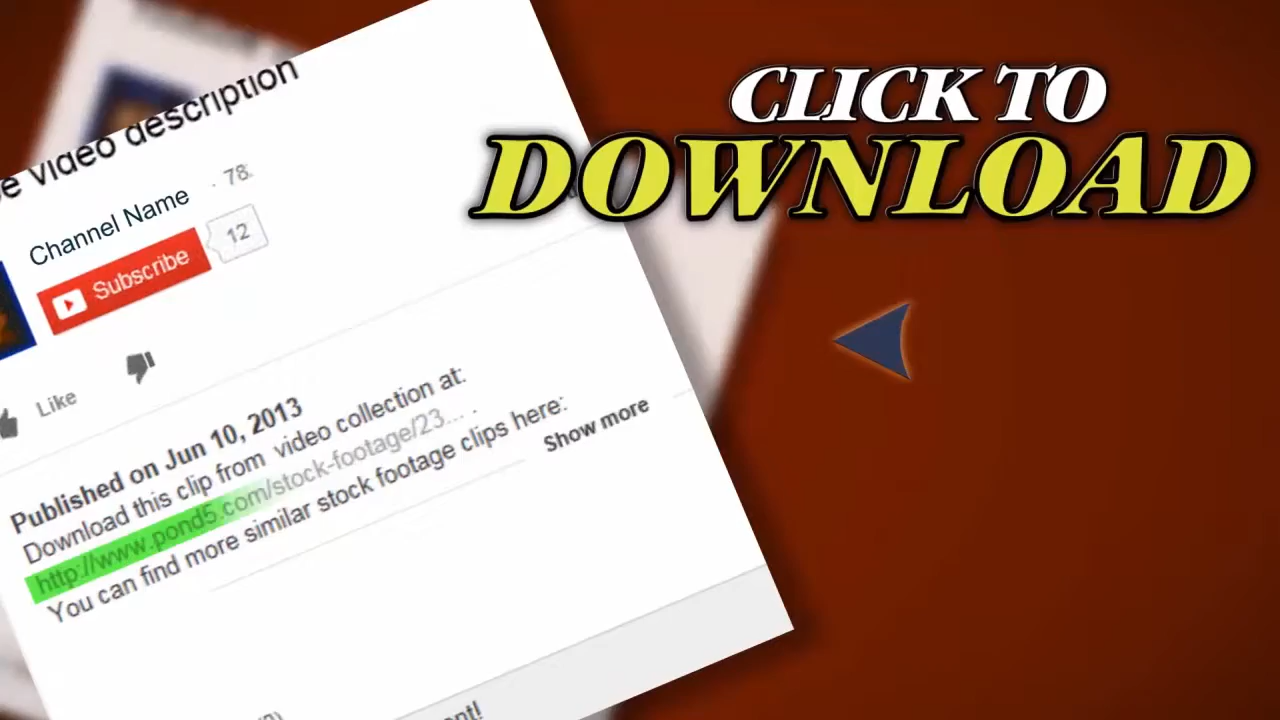 CLICK TO
DOWNLOAD
video description
Channel Name
78
Subscribe
12
Like
Published on Jun 10, 2013
Download this clip from video collection at:
http://www.pond5.com/stock-footage/23... .
You can find more similar stock footage clips here:
Show more